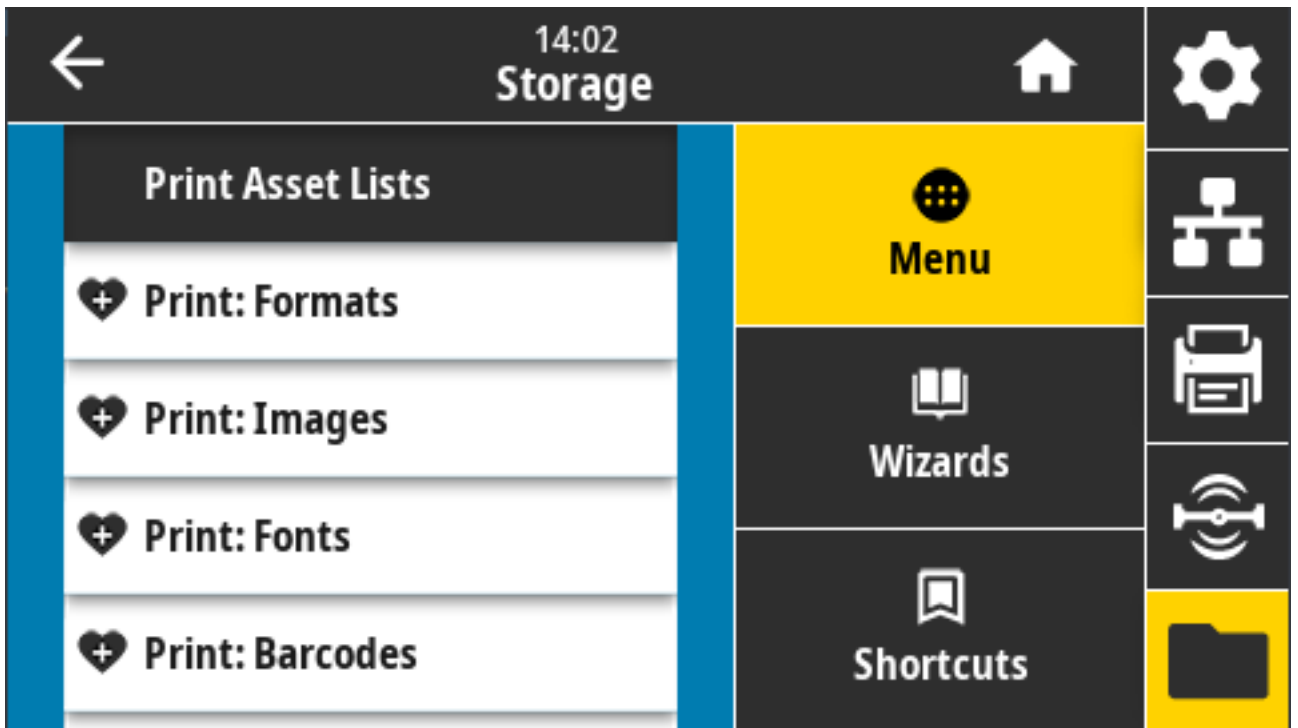 14:02
Storage
Print Asset Lists
Print: Formats
Print: Images
Print: Fonts
Print: Barcodes
Menu
Wizards
Shortcuts